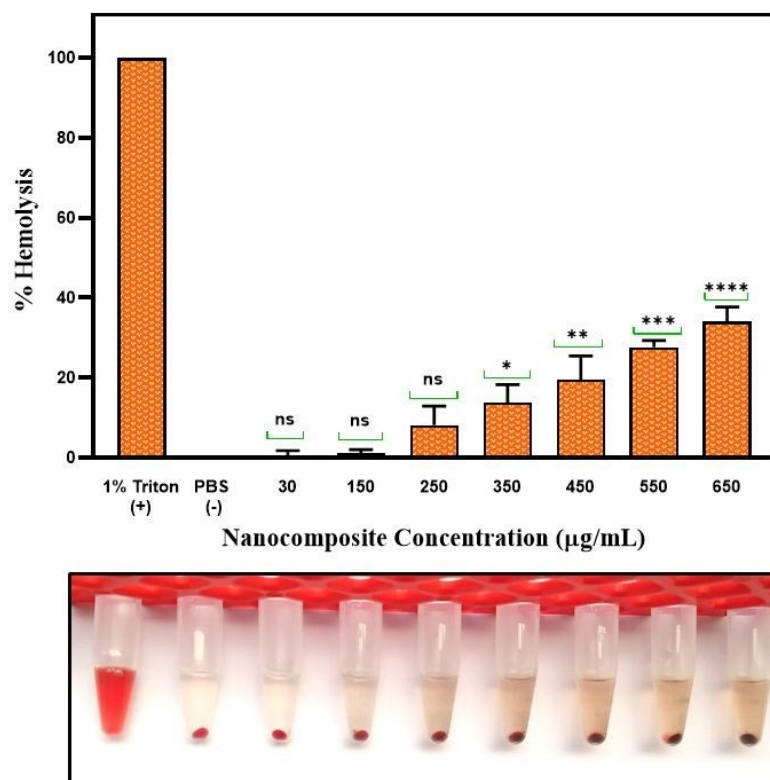 % Hemolysis
100
80
60
40
20
0
ns
ns
ns
*
**
***
****
1% Triton (+)
PBS (-)
30
150
250
350
450
550
650
Nanocomposite Concentration (μg/mL)